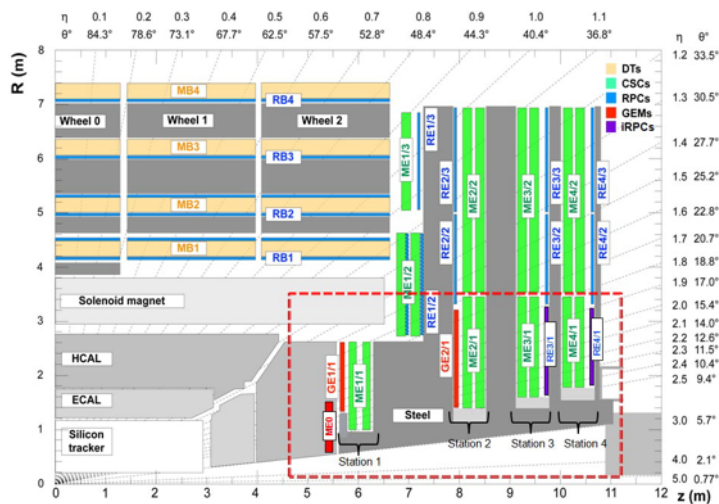 η 0.1 0.2 0.3 0.4 0.5 0.6 0.7 0.8 0.9 1.0 1.1 η θ°
θ° 84.3° 78.6° 73.1° 67.7° 62.5° 57.5° 52.8° 48.4° 44.3° 40.4° 36.8°
R (m)
8
7
6
5
4
3
2
1
0
1.2 33.5°
1.3 30.5°
1.4 27.7°
1.5 25.2°
1.6 22.8°
1.7 20.7°
1.8 18.8°
1.9 17.0°
2.0 15.4°
2.1 14.0°
2.2 12.6°
2.3 11.5°
2.4 10.4°
2.5 9.4°
3.0 5.7°
4.0 2.1°
5.0 0.77°
DTs
CSCs
RPCs
GEMs
iRPCs
MB4
RB4
Wheel 0 Wheel 1 Wheel 2
MB3
RB3
MB2
RB2
MB1
RB1
Solenoid magnet
HCAL
ECAL
Silicon
tracker
Steel
ME1/3
RE1/3
ME1/2
RE1/2
RE2/3
RE2/2
ME2/2
ME3/2
RE3/3
RE3/2
ME4/2
RE4/3
RE4/2
GE1/1
ME1/1
ME0
GE2/1
ME2/1
ME3/1
RE3/1
ME4/1
RE4/1
Station 1
Station 2
Station 3
Station 4
0 1 2 3 4 5 6 7 8 9 10 11 12
z (m)